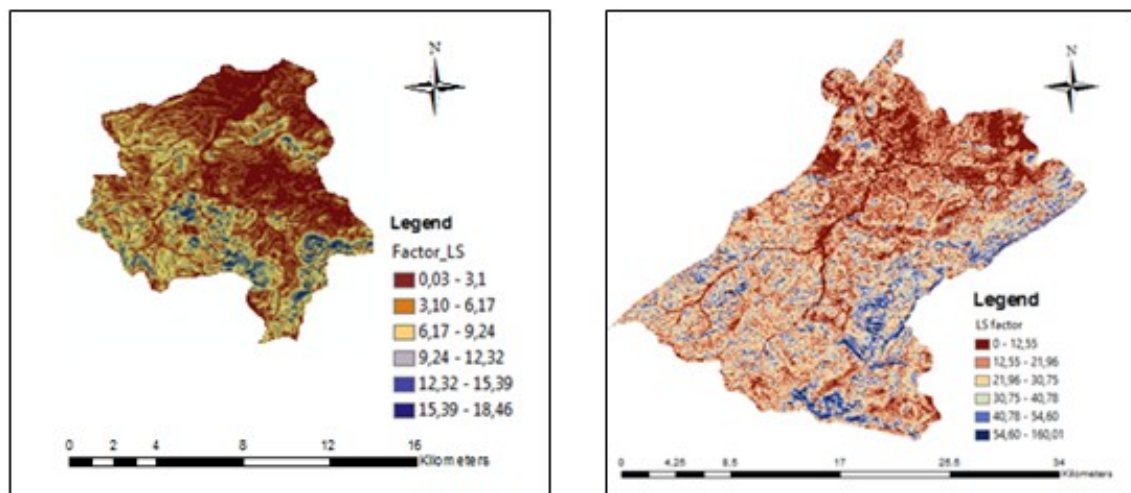 N
Legend
Factor_LS
0,03 - 3,1
3,10 - 6,17
6,17 - 9,24
9,24 - 12,32
12,32 - 15,39
15,39 - 18,46
0 2 4 8 12 16
Kilometers
N
Legend
LS factor
0 - 12,55
12,55 - 21,96
21,96 - 30,75
30,75 - 40,78
40,78 - 54,60
54,60 - 160,01
0 4.25 8.5 17 25.5 34
Kilometers